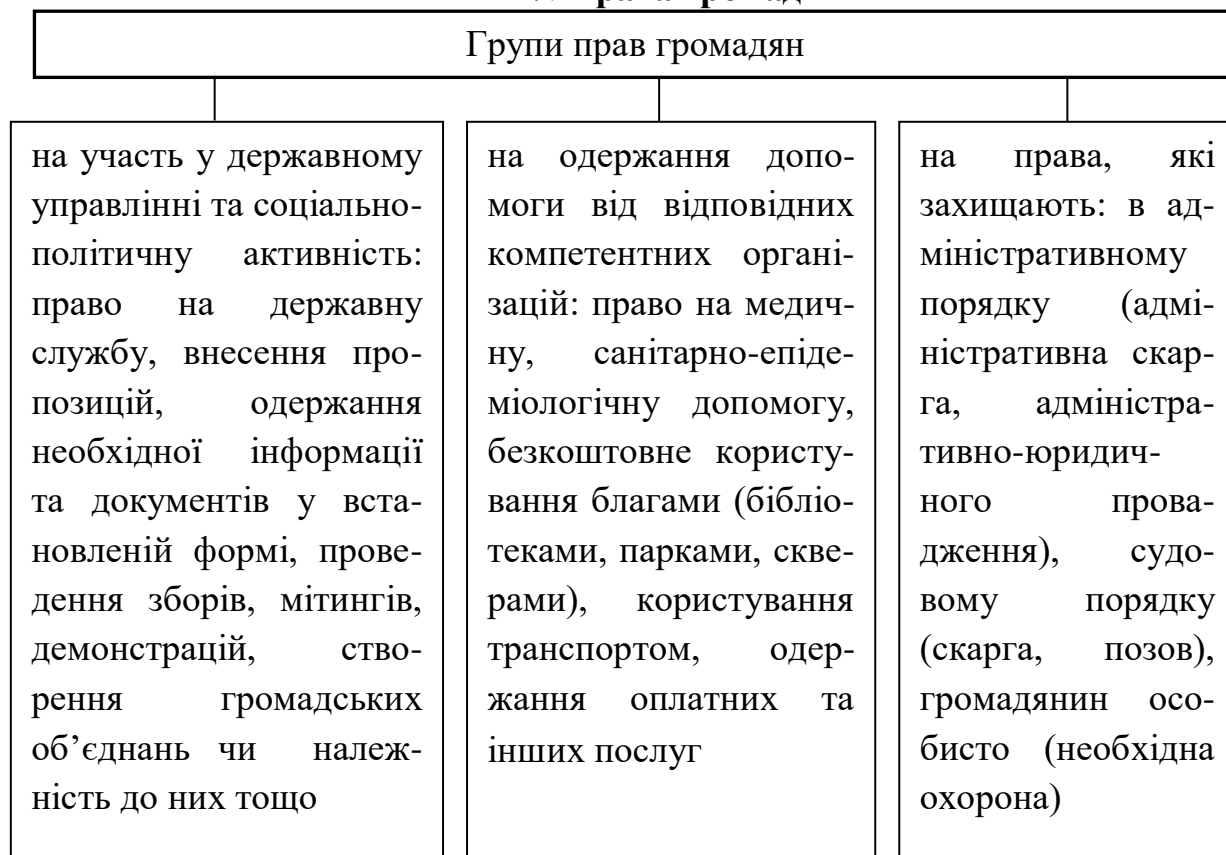 Групи прав громадян
на участь у державному
управлінні та соціально-
політичну активність:
право на державну
службу, внесення про-
позицій, одержання
необхідної інформації
та документів у вста-
новленій формі, прове-
дення зборів, мітингів,
демонстрацій, ство-
рення громадських
об’єднань чи належ-
ність до них тощо
на одержання допо-
моги від відповідних
компетентних органі-
зацій: право на медич-
ну, санітарно-епіде-
міологічну допомогу,
безкоштовне користу-
вання благами (бібліо-
теками, парками, скве-
рами), користування
транспортом, одер-
жання оплатних та
інших послуг
на права, які
захищають: в ад-
міністративному
порядку (адмі-
ністративна скар-
га, адміністра-
тивно-юридич-
ного прова-
дження), судо-
вому порядку
(скарга, позов),
громадянин осо-
бисто (необхідна
охорона)